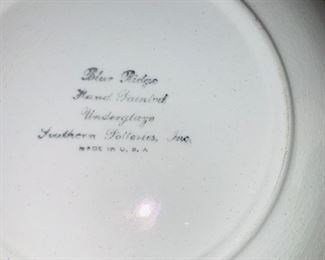 Blue Ridge
Hand Painted
Underglaze
Southern Potteries, Inc.
MADE IN U.S.A